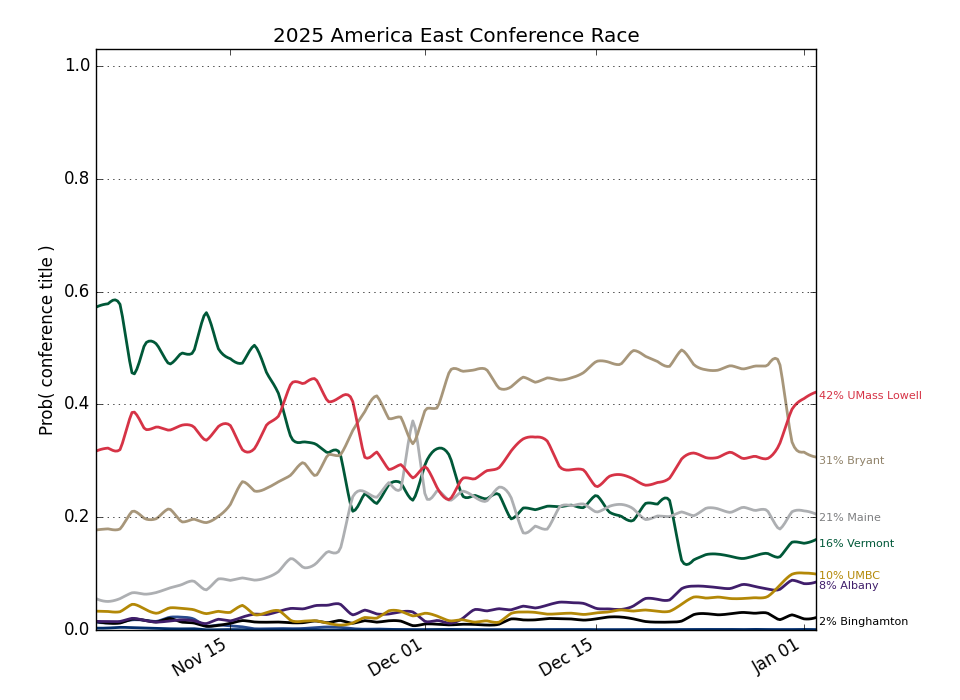 2025 America East Conference Race
Prob( conference title )
1.0
0.8
0.6
0.4
0.2
0.0
Nov 15
Dec 01
Dec 15
Jan 01
42% UMass Lowell
31% Bryant
21% Maine
16% Vermont
10% UMBC
8% Albany
2% Binghamton